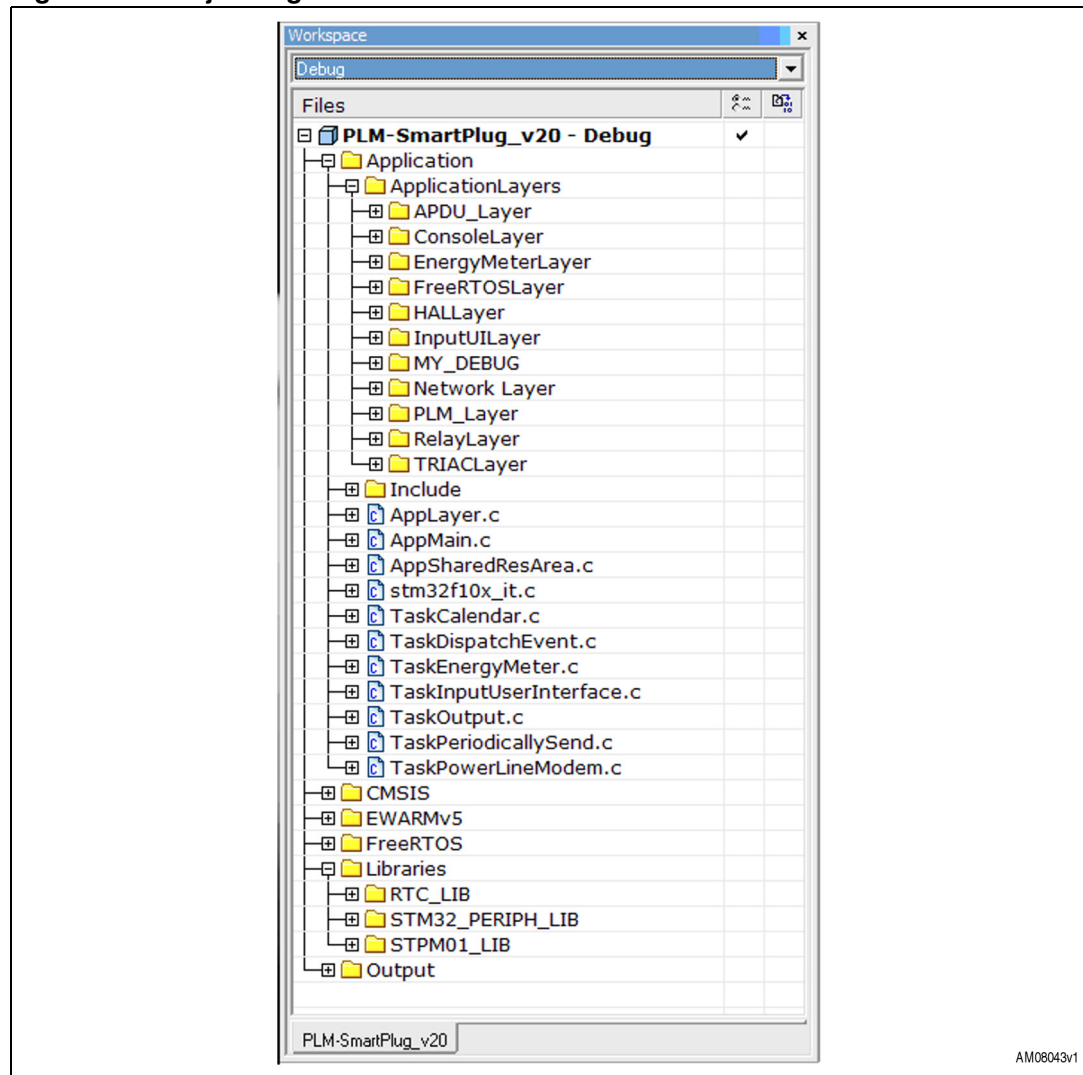 Workspace
Debug
Files
PLM-SmartPlug_v20 - Debug
Application
ApplicationLayers
APDU_Layer
ConsoleLayer
EnergyMeterLayer
FreeRTOSLayer
HALLayer
InputUILayer
MY_DEBUG
Network Layer
PLM_Layer
RelayLayer
TRIACLayer
Include
AppLayer.c
AppMain.c
AppSharedResArea.c
stm32f10x_it.c
TaskCalendar.c
TaskDispatchEvent.c
TaskEnergyMeter.c
TaskInputUserInterface.c
TaskOutput.c
TaskPeriodicallySend.c
TaskPowerLineModem.c
CMSIS
EWARMv5
FreeRTOS
Libraries
RTC_LIB
STM32_PERIPH_LIB
STPM01_LIB
Output
PLM-SmartPlug_v20
AM08043v1